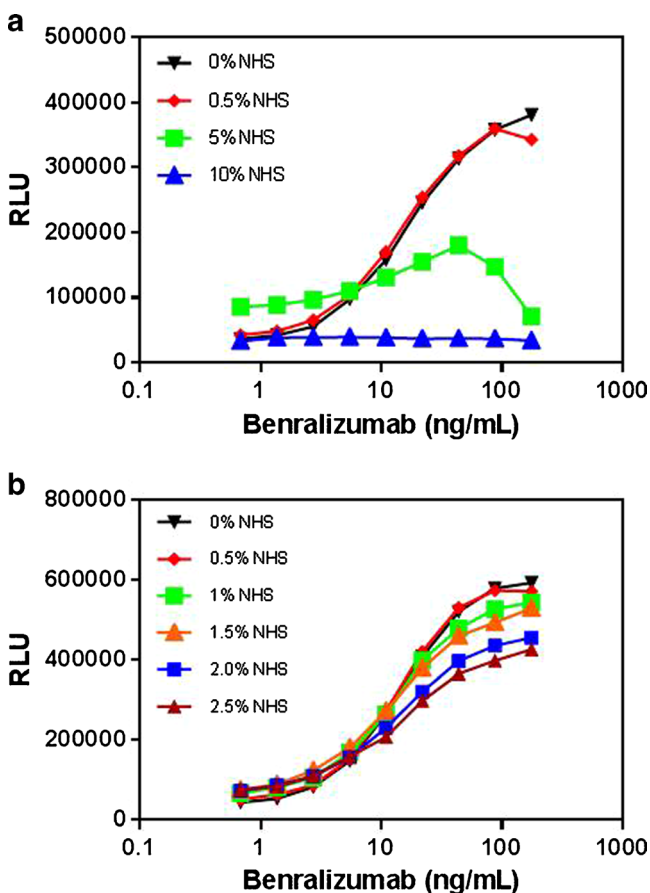 a
500000
400000
300000
200000
100000
0
RLU
0% NHS
0.5% NHS
5% NHS
10% NHS
0.1
1
10
100
1000
Benralizumab (ng/mL)
b
800000
600000
400000
200000
0
RLU
0% NHS
0.5% NHS
1% NHS
1.5% NHS
2.0% NHS
2.5% NHS
0.1
1
10
100
1000
Benralizumab (ng/mL)